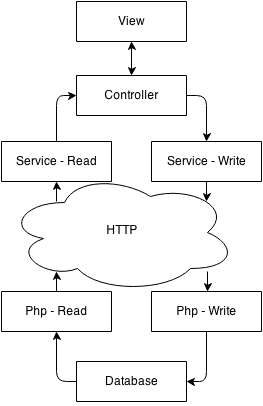 View
Controller
Service - Read
Service - Write
HTTP
Php - Read
Php - Write
Database